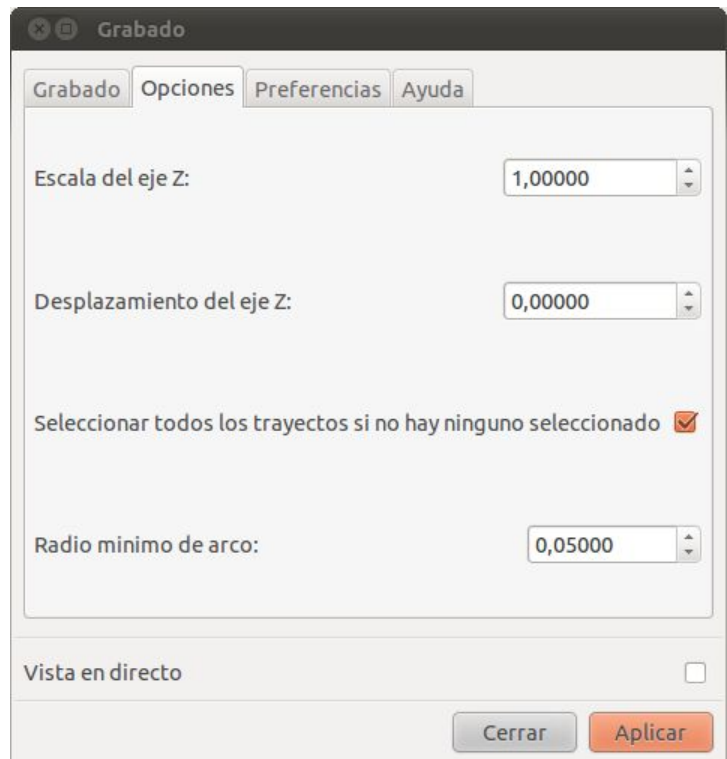 Grabado
Grabado Opciones Preferencias Ayuda
Escala del eje Z: 1,00000
Desplazamiento del eje Z: 0,00000
Seleccionar todos los trayectos si no hay ninguno seleccionado
Radio minimo de arco: 0,05000
Vista en directo
Cerrar Aplicar